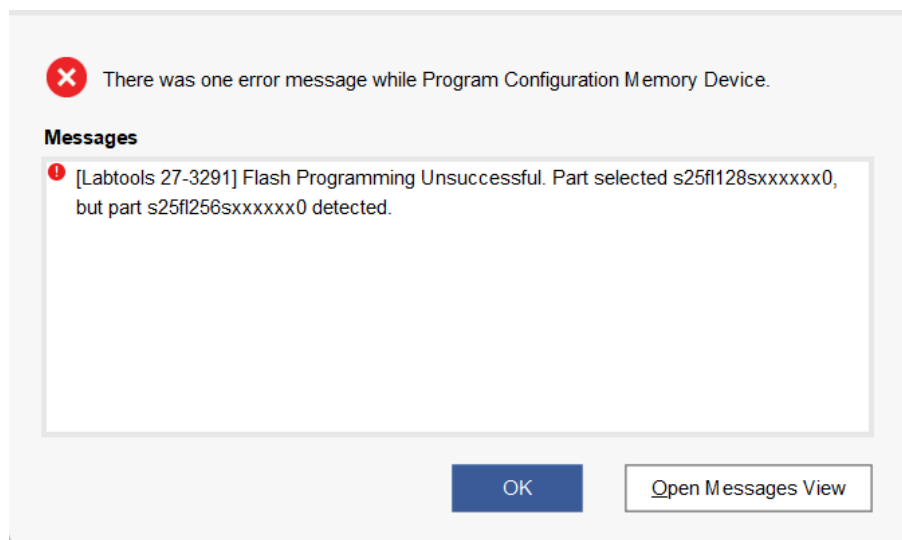 There was one error message while Program Configuration Memory Device.
Messages
[Labtools 27-3291] Flash Programming Unsuccessful. Part selected s25fl128sxxxxxx0,
but part s25fl256sxxxxxx0 detected.
OK
Open Messages View